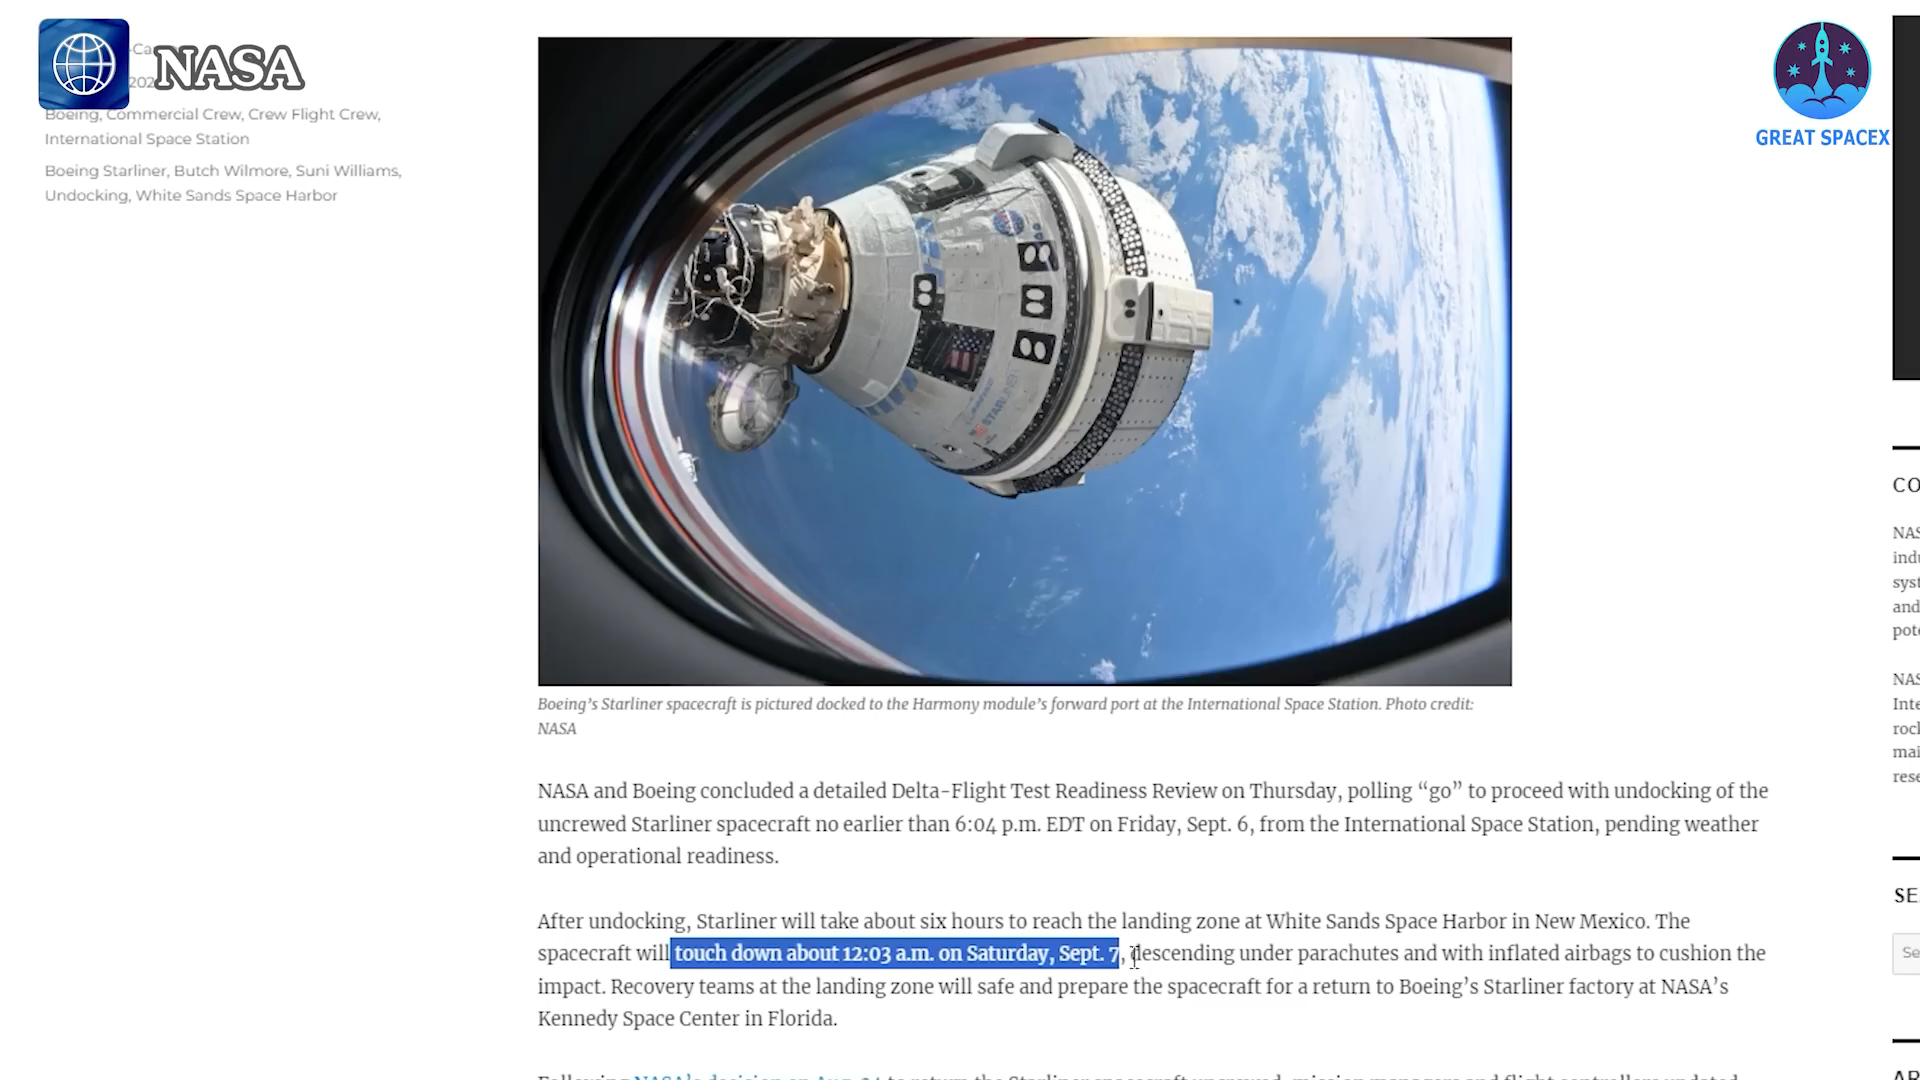 NASA
Boeing, Commercial Crew, Crew Flight Crew,
International Space Station
Boeing Starliner, Butch Wilmore, Suni Williams,
Undocking, White Sands Space Harbor
GREAT SPACEX
STARLINER
Boeing’s Starliner spacecraft is pictured docked to the Harmony module’s forward port at the International Space Station. Photo credit:
NASA
NASA and Boeing concluded a detailed Delta-Flight Test Readiness Review on Thursday, polling “go” to proceed with undocking of the
uncrewed Starliner spacecraft no earlier than 6:04 p.m. EDT on Friday, Sept. 6, from the International Space Station, pending weather
and operational readiness.
After undocking, Starliner will take about six hours to reach the landing zone at White Sands Space Harbor in New Mexico. The
spacecraft will touch down about 12:03 a.m. on Saturday, Sept. 7, descending under parachutes and with inflated airbags to cushion the
impact. Recovery teams at the landing zone will safe and prepare the spacecraft for a return to Boeing’s Starliner factory at NASA’s
Kennedy Space Center in Florida.
Following NASA’s decision on Aug. 24 to return the Starliner spacecraft uncrewed, mission managers and flight controllers updated